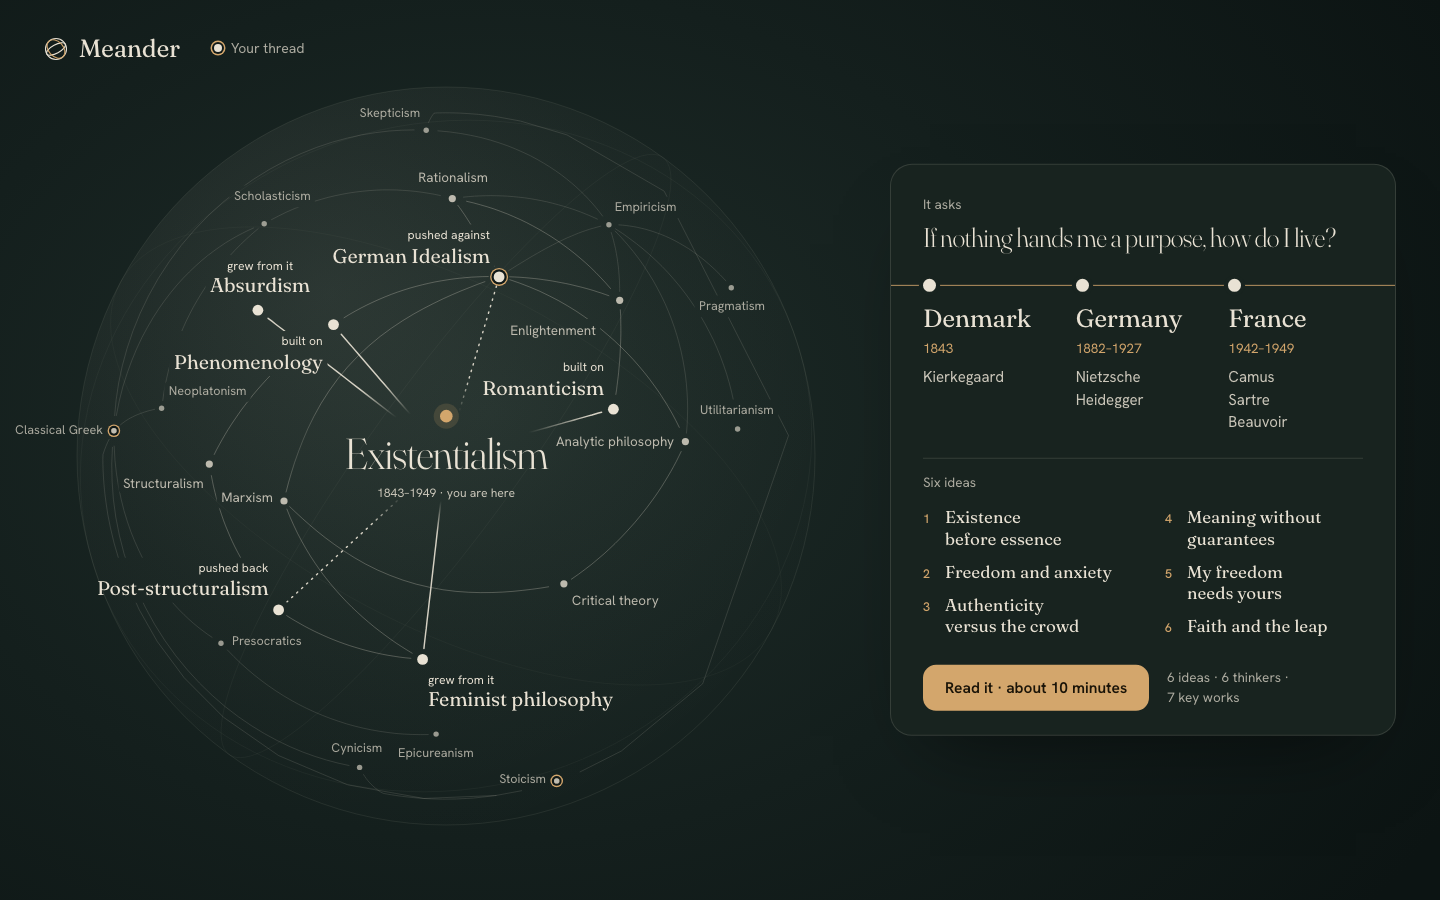 Meander
Your thread
Skepticism
Rationalism
Scholasticism
Empiricism
pushed against
German Idealism
grew from it
Absurdism
Pragmatism
Enlightenment
built on
Phenomenology
built on
Romanticism
Neoplatonism
Utilitarianism
Classical Greek
Analytic philosophy
Existentialism
1843–1949 · you are here
Structuralism
Marxism
pushed back
Post-structuralism
Critical theory
Presocratics
grew from it
Feminist philosophy
Cynicism
Epicureanism
Stoicism
It asks
If nothing hands me a purpose, how do I live?
Denmark
1843
Kierkegaard
Germany
1882–1927
Nietzsche
Heidegger
France
1942–1949
Camus
Sartre
Beauvoir
Six ideas
1 Existence
before essence
2 Freedom and anxiety
3 Authenticity
versus the crowd
4 Meaning without
guarantees
5 My freedom
needs yours
6 Faith and the leap
Read it · about 10 minutes
6 ideas · 6 thinkers ·
7 key works